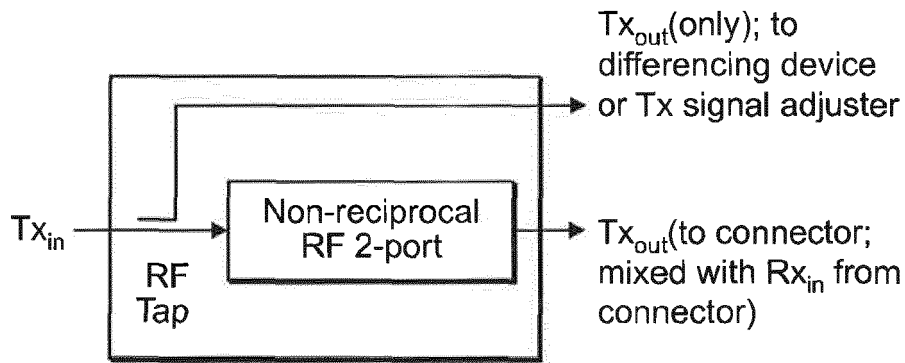 Tx_out(only); to
differencing device
or Tx signal adjuster
Tx_in
RF
Tap
Non-reciprocal
RF 2-port
Tx_out(to connector;
mixed with Rx_in from
connector)